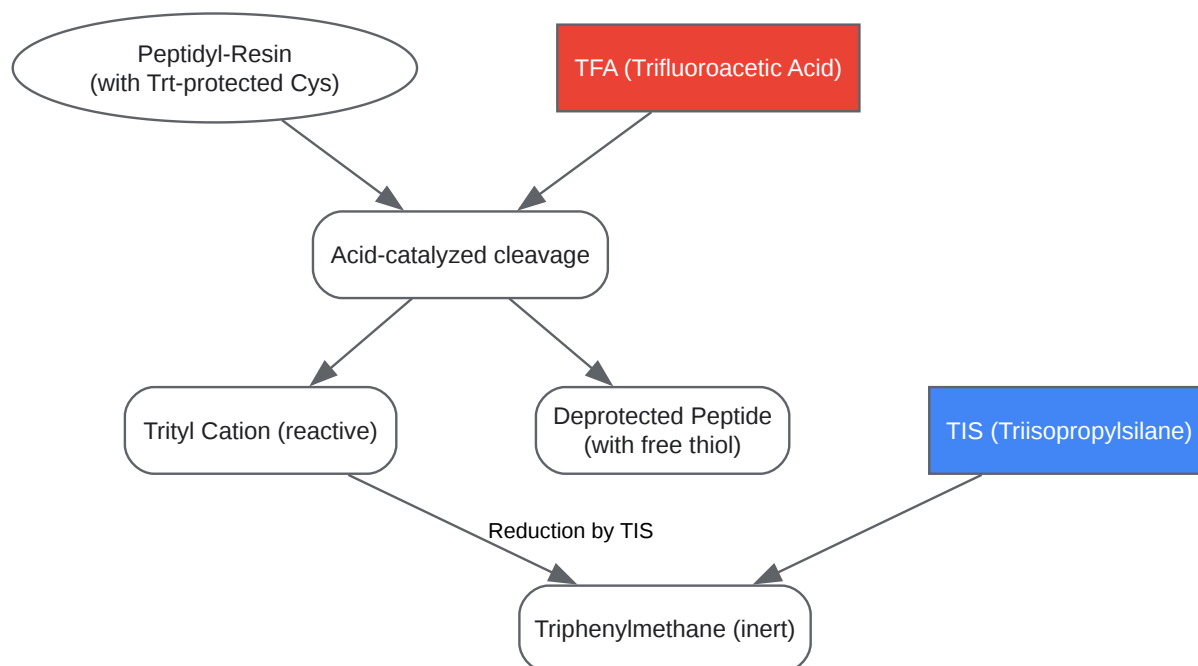 Peptidyl-Resin
(with Trt-protected Cys)
TFA (Trifluoroacetic Acid)
Acid-catalyzed cleavage
Trityl Cation (reactive)
Deprotected Peptide
(with free thiol)
TIS (Triisopropylsilane)
Reduction by TIS
Triphenylmethane (inert)